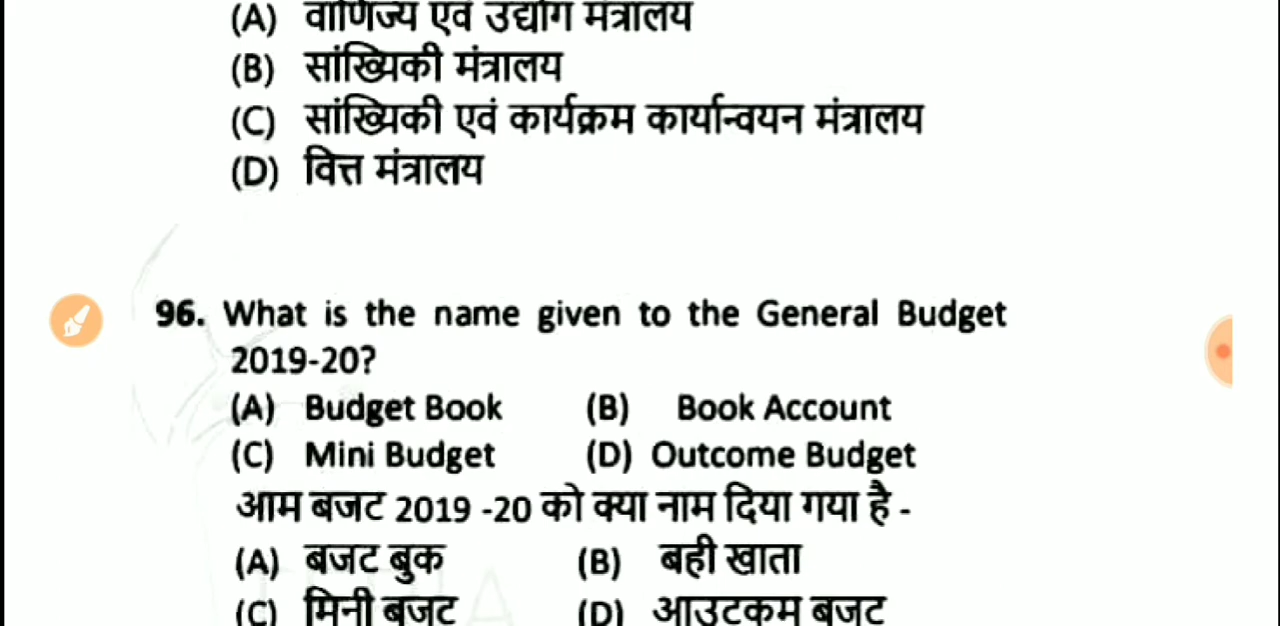 (A) वाणिज्य एवं उद्योग मंत्रालय
(B) सांख्यिकी मंत्रालय
(C) सांख्यिकी एवं कार्यक्रम कार्यान्वयन मंत्रालय
(D) वित्त मंत्रालय
96. What is the name given to the General Budget
2019-20?
(A) Budget Book (B) Book Account
(C) Mini Budget (D) Outcome Budget
आम बजट 2019 -20 को क्या नाम दिया गया है -
(A) बजट बुक (B) बही खाता
(C) मिनी बजट (D) आउटकम बजट